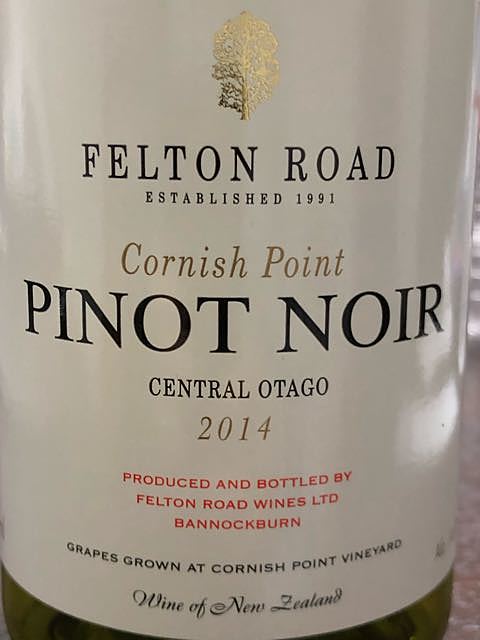 FELTON ROAD
ESTABLISHED 1991
Cornish Point
PINOT NOIR
CENTRAL OTAGO
2014
PRODUCED AND BOTTLED BY
FELTON ROAD WINES LTD
BANNOCKBURN
GRAPES GROWN AT CORNISH POINT VINEYARD
Wine of New Zealand